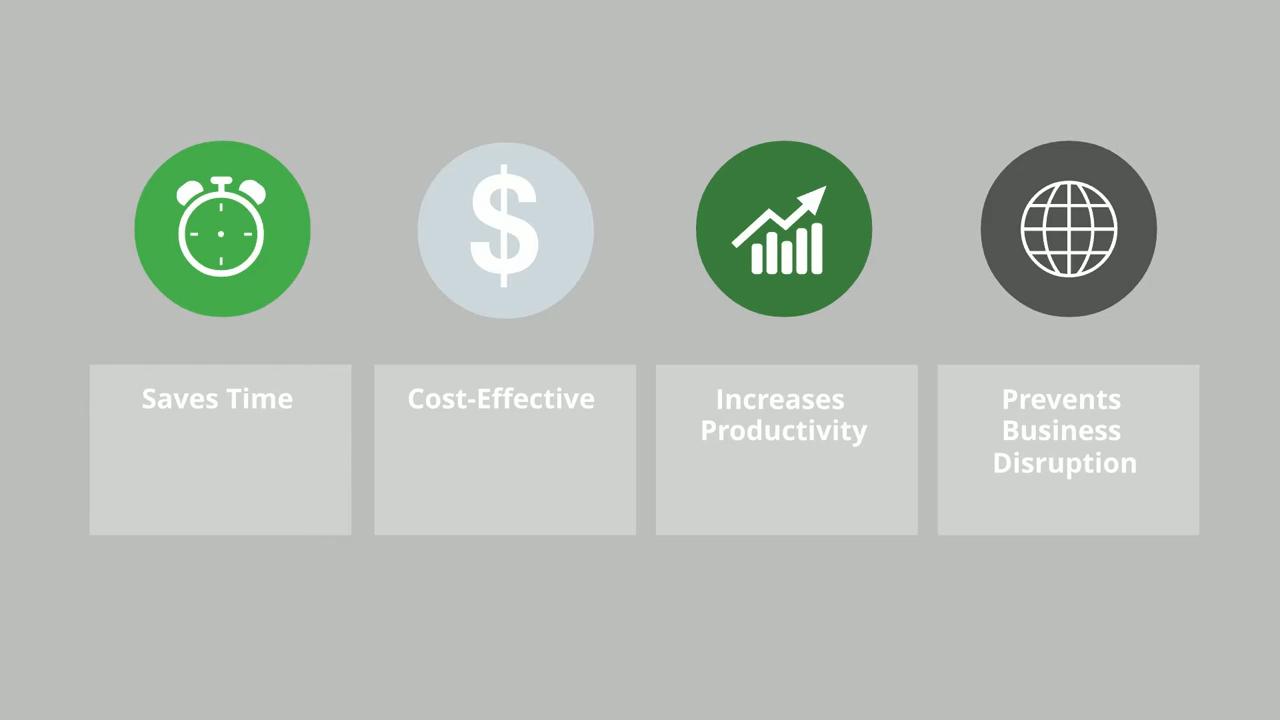 $
Saves Time
Cost-Effective
Increases
Productivity
Prevents
Business
Disruption